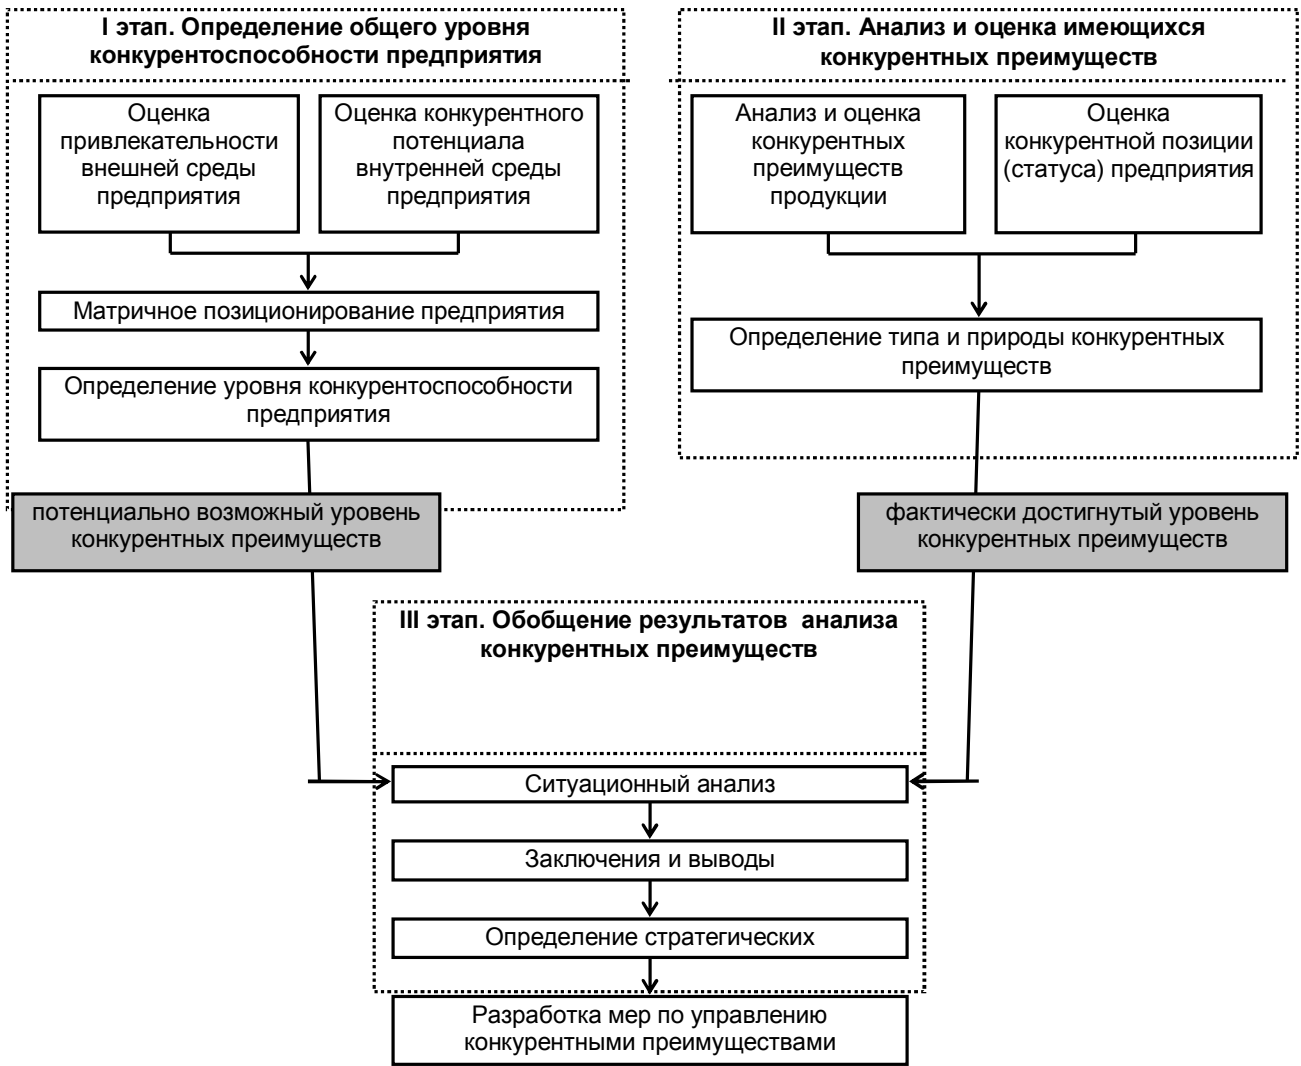 I этап. Определение общего уровня
конкурентоспособности предприятия
Оценка
привлекательности
внешней среды
предприятия
Оценка конкурентного
потенциала
внутренней среды
предприятия
Матричное позиционирование предприятия
Определение уровня конкурентоспособности
предприятия
потенциально возможный уровень
конкурентных преимуществ
II этап. Анализ и оценка имеющихся
конкурентных преимуществ
Анализ и оценка
конкурентных
преимуществ
продукции
Оценка
конкурентной позиции
(статуса) предприятия
Определение типа и природы конкурентных
преимуществ
фактически достигнутый уровень
конкурентных преимуществ
III этап. Обобщение результатов  анализа
конкурентных преимуществ
Ситуационный анализ
Заключения и выводы
Определение стратегических
Разработка мер по управлению
конкурентными преимуществами